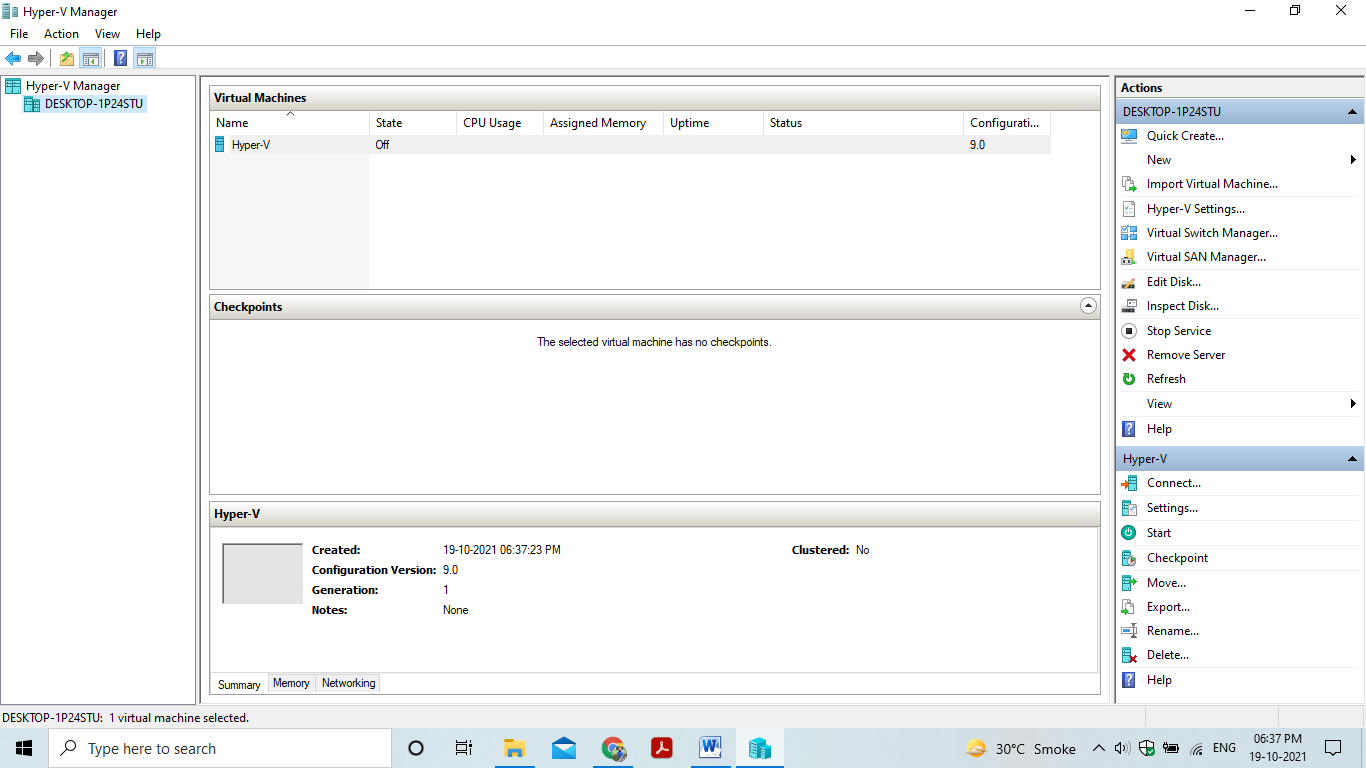 Hyper-V Manager
File Action View Help
Hyper-V Manager
DESKTOP-1P24STU
Virtual Machines
Name State CPU Usage Assigned Memory Uptime Status Configurati...
Hyper-V Off 9.0
Checkpoints
The selected virtual machine has no checkpoints.
Hyper-V
Created: 19-10-2021 06:37:23 PM Clustered: No
Configuration Version: 9.0
Generation: 1
Notes: None
Summary Memory Networking
Actions
DESKTOP-1P24STU
Quick Create...
New
Import Virtual Machine...
Hyper-V Settings...
Virtual Switch Manager...
Virtual SAN Manager...
Edit Disk...
Inspect Disk...
Stop Service
Remove Server
Refresh
View
Help
Hyper-V
Connect...
Settings...
Start
Checkpoint
Move...
Export...
Rename...
Delete...
Help
DESKTOP-1P24STU: 1 virtual machine selected.
Type here to search
30°C Smoke
ENG
06:37 PM
19-10-2021